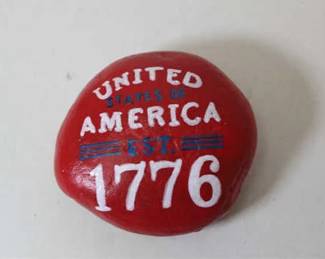 UNITED
STATES OF
AMERICA
EST.
1776